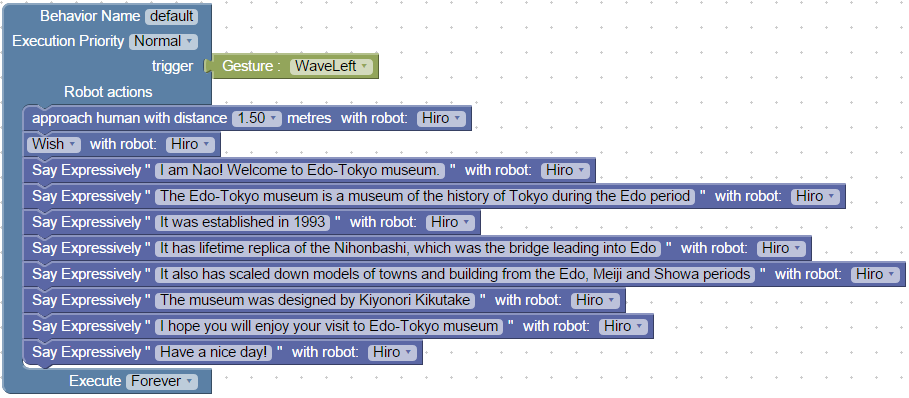 Behavior Name default
Execution Priority Normal
trigger Gesture : WaveLeft
Robot actions
approach human with distance 1.50 metres with robot: Hiro
Wish with robot: Hiro
Say Expressively " I am Nao! Welcome to Edo-Tokyo museum. " with robot: Hiro
Say Expressively " The Edo-Tokyo museum is a museum of the history of Tokyo during the Edo period " with robot: Hiro
Say Expressively " It was established in 1993 " with robot: Hiro
Say Expressively " It has lifetime replica of the Nihonbashi, which was the bridge leading into Edo " with robot: Hiro
Say Expressively " It also has scaled down models of towns and building from the Edo, Meiji and Showa periods " with robot: Hiro
Say Expressively " The museum was designed by Kiyonori Kikutake " with robot: Hiro
Say Expressively " I hope you will enjoy your visit to Edo-Tokyo museum " with robot: Hiro
Say Expressively " Have a nice day! " with robot: Hiro
Execute Forever